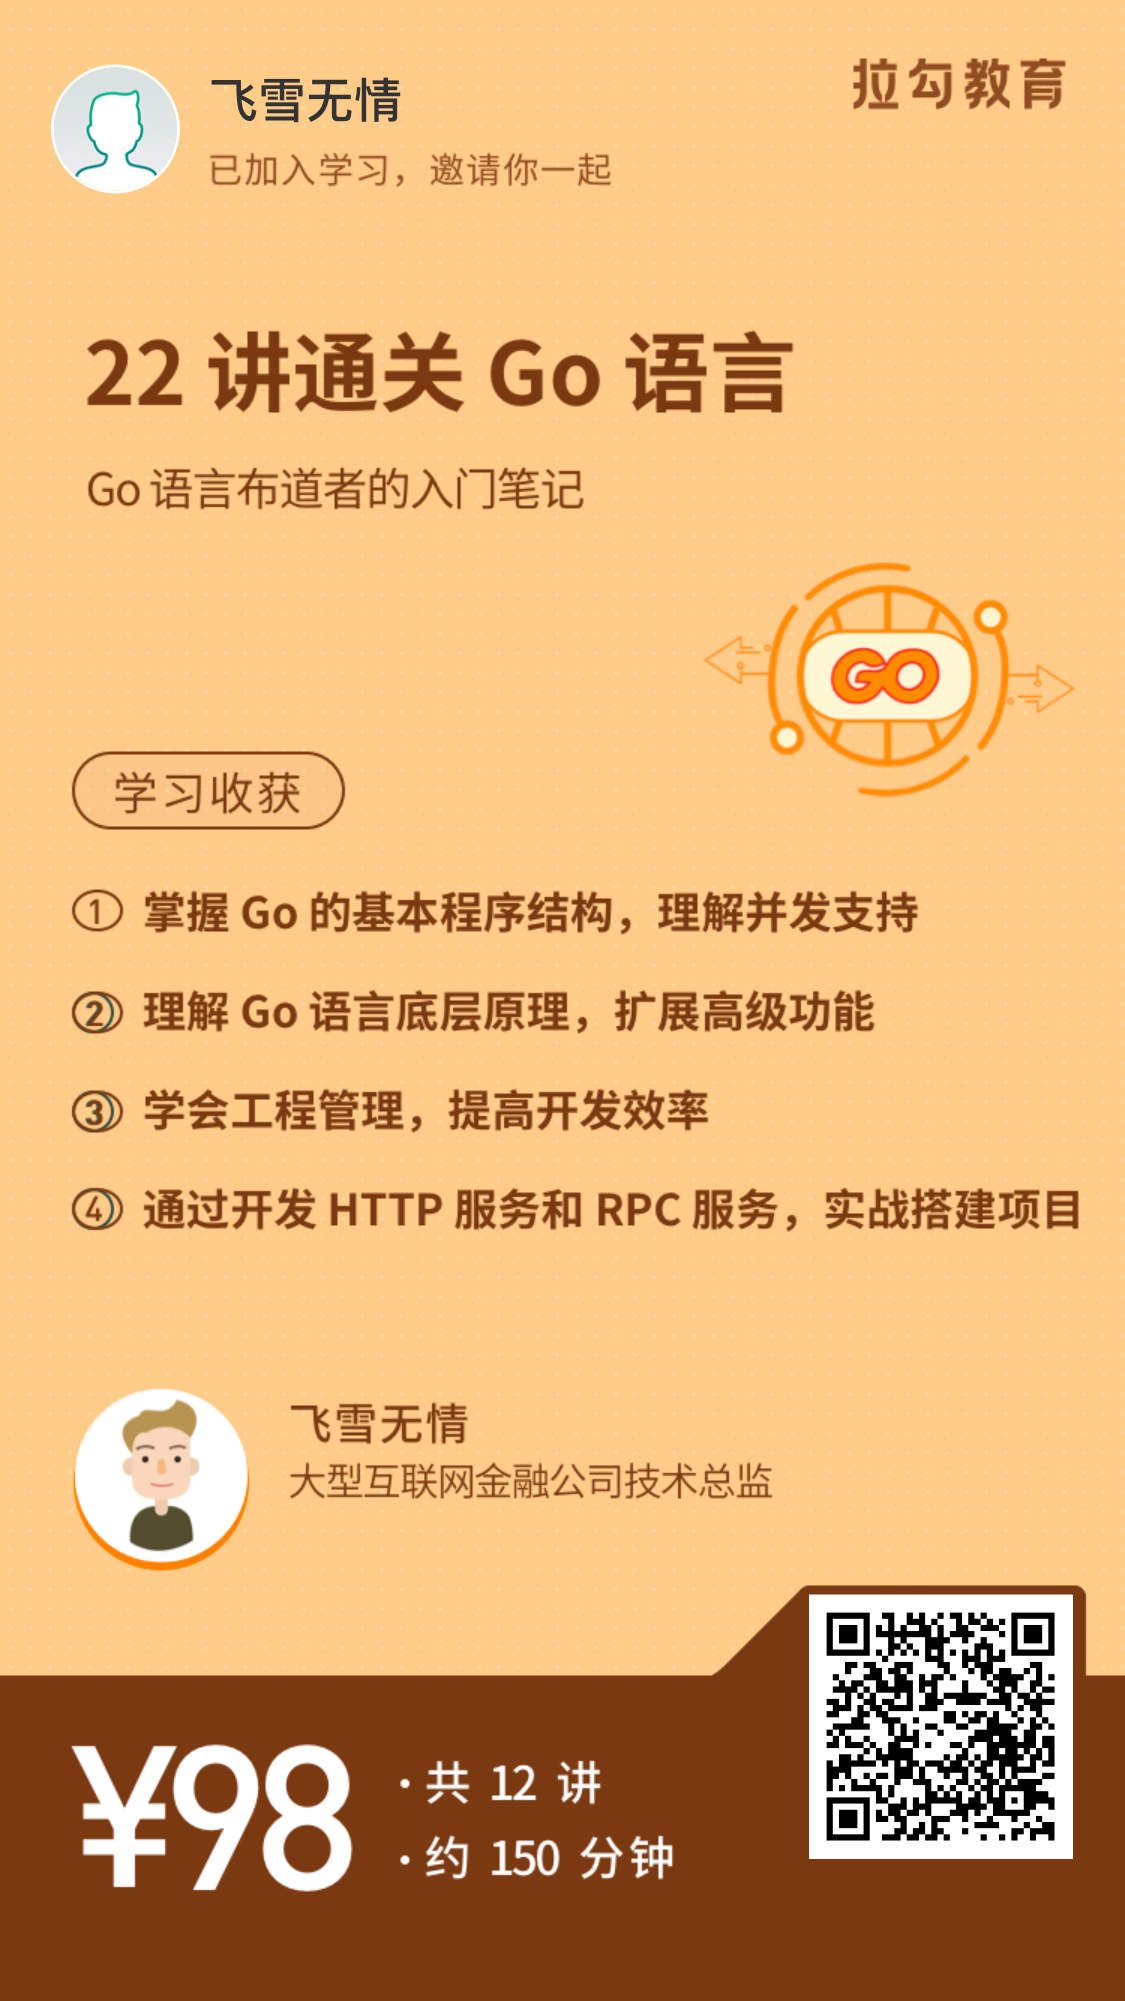 飞雪无情
拉勾教育
已加入学习，邀请你一起
22 讲通关 Go 语言
Go 语言布道者的入门笔记
GO
学习收获
① 掌握 Go 的基本程序结构，理解并发支持
② 理解 Go 语言底层原理，扩展高级功能
③ 学会工程管理，提高开发效率
④ 通过开发 HTTP 服务和 RPC 服务，实战搭建项目
飞雪无情
大型互联网金融公司技术总监
¥98
· 共 12 讲
· 约 150 分钟